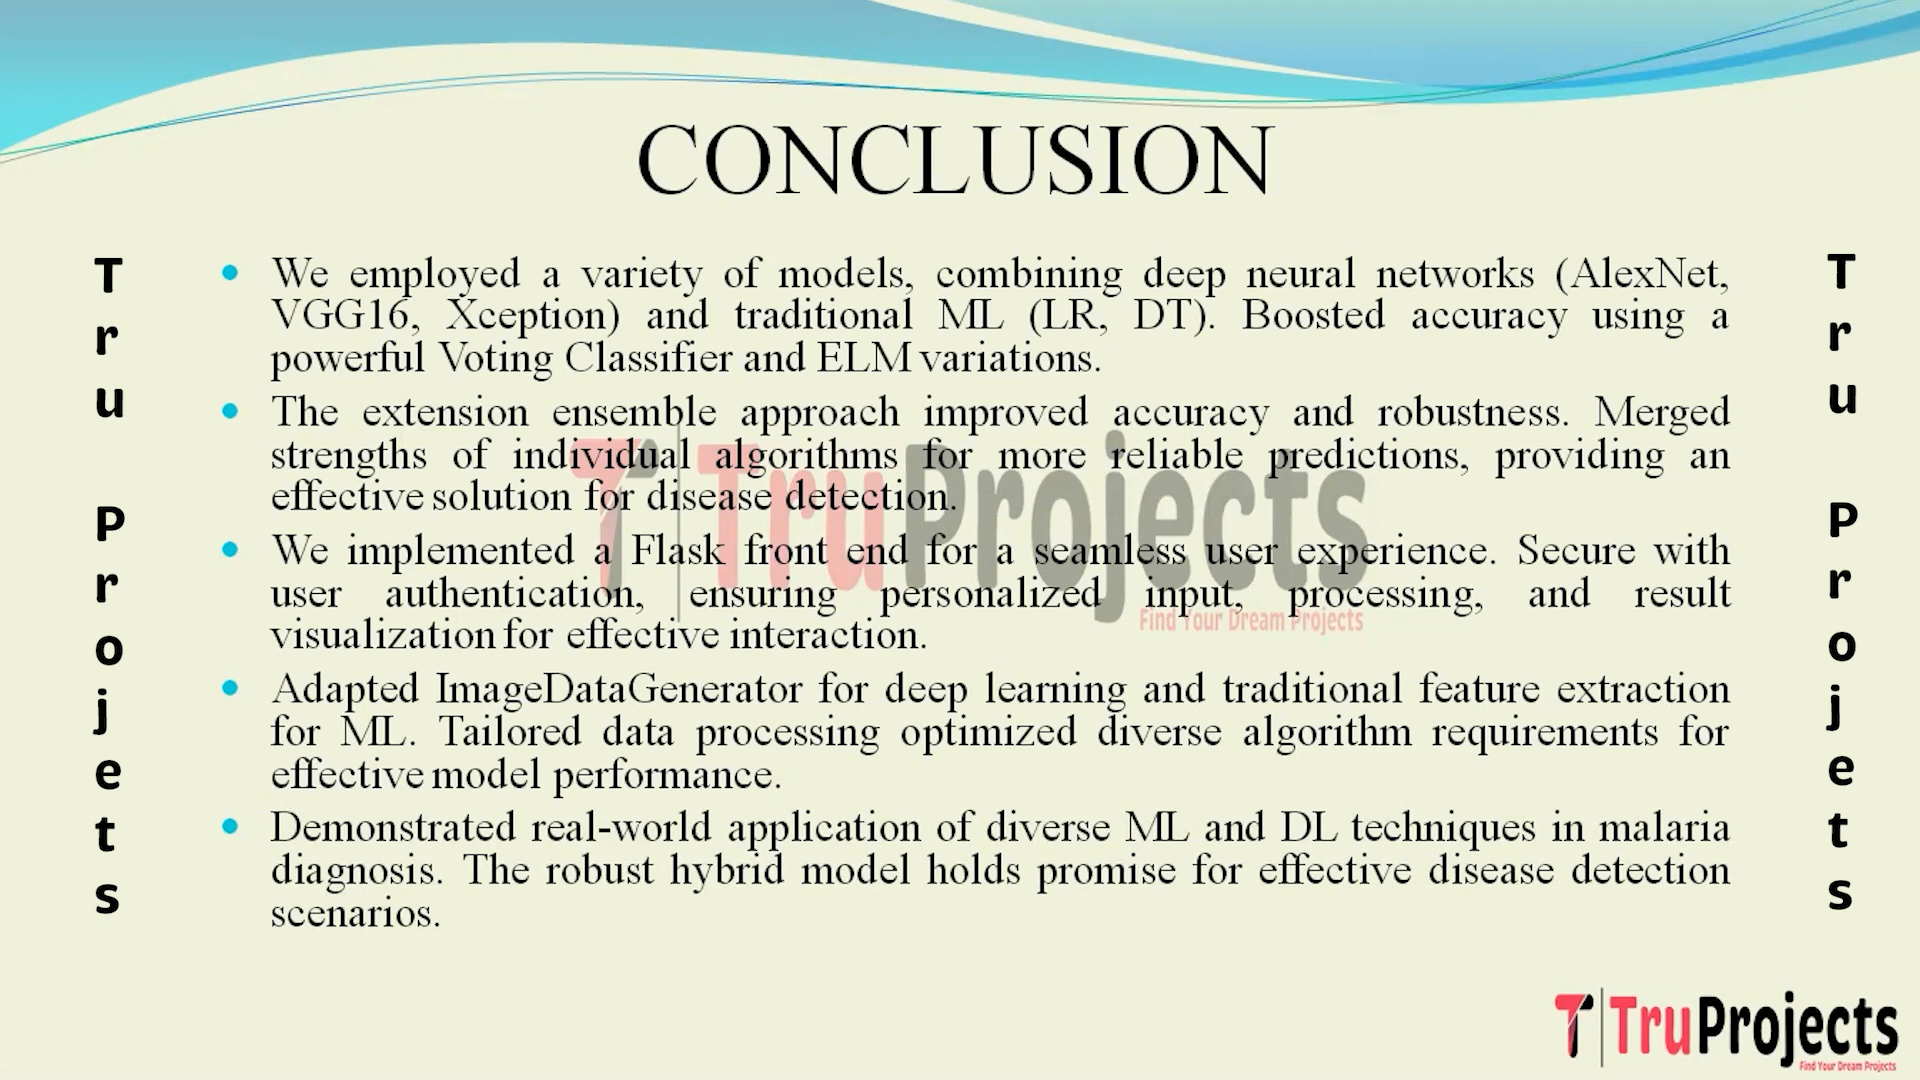 CONCLUSION
We employed a variety of models, combining deep neural networks (AlexNet,
VGG16, Xception) and traditional ML (LR, DT). Boosted accuracy using a
powerful Voting Classifier and ELM variations.
The extension ensemble approach improved accuracy and robustness. Merged
strengths of individual algorithms for more reliable predictions, providing an
effective solution for disease detection.
We implemented a Flask front end for a seamless user experience. Secure with
user authentication, ensuring personalized input, processing, and result
visualization for effective interaction.
Adapted ImageDataGenerator for deep learning and traditional feature extraction
for ML. Tailored data processing optimized diverse algorithm requirements for
effective model performance.
Demonstrated real-world application of diverse ML and DL techniques in malaria
diagnosis. The robust hybrid model holds promise for effective disease detection
scenarios.
Tru Projets
Tru Projets
TruProjects
Find Your Dream Projects
TruProjects
Find Your Dream Projects